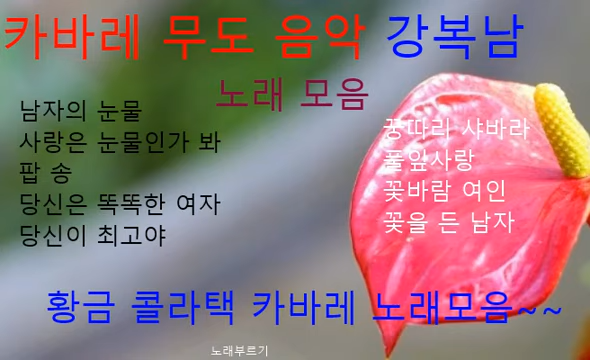 카바레 무도 음악 강복남
노래 모음
남자의 눈물
사랑은 눈물인가 봐
팝 송
당신은 똑똑한 여자
당신이 최고야
꿍따리 샤바라
풀잎사랑
꽃바람 여인
꽃을 든 남자
황금 콜라택 카바레 노래모음~~
노래부르기